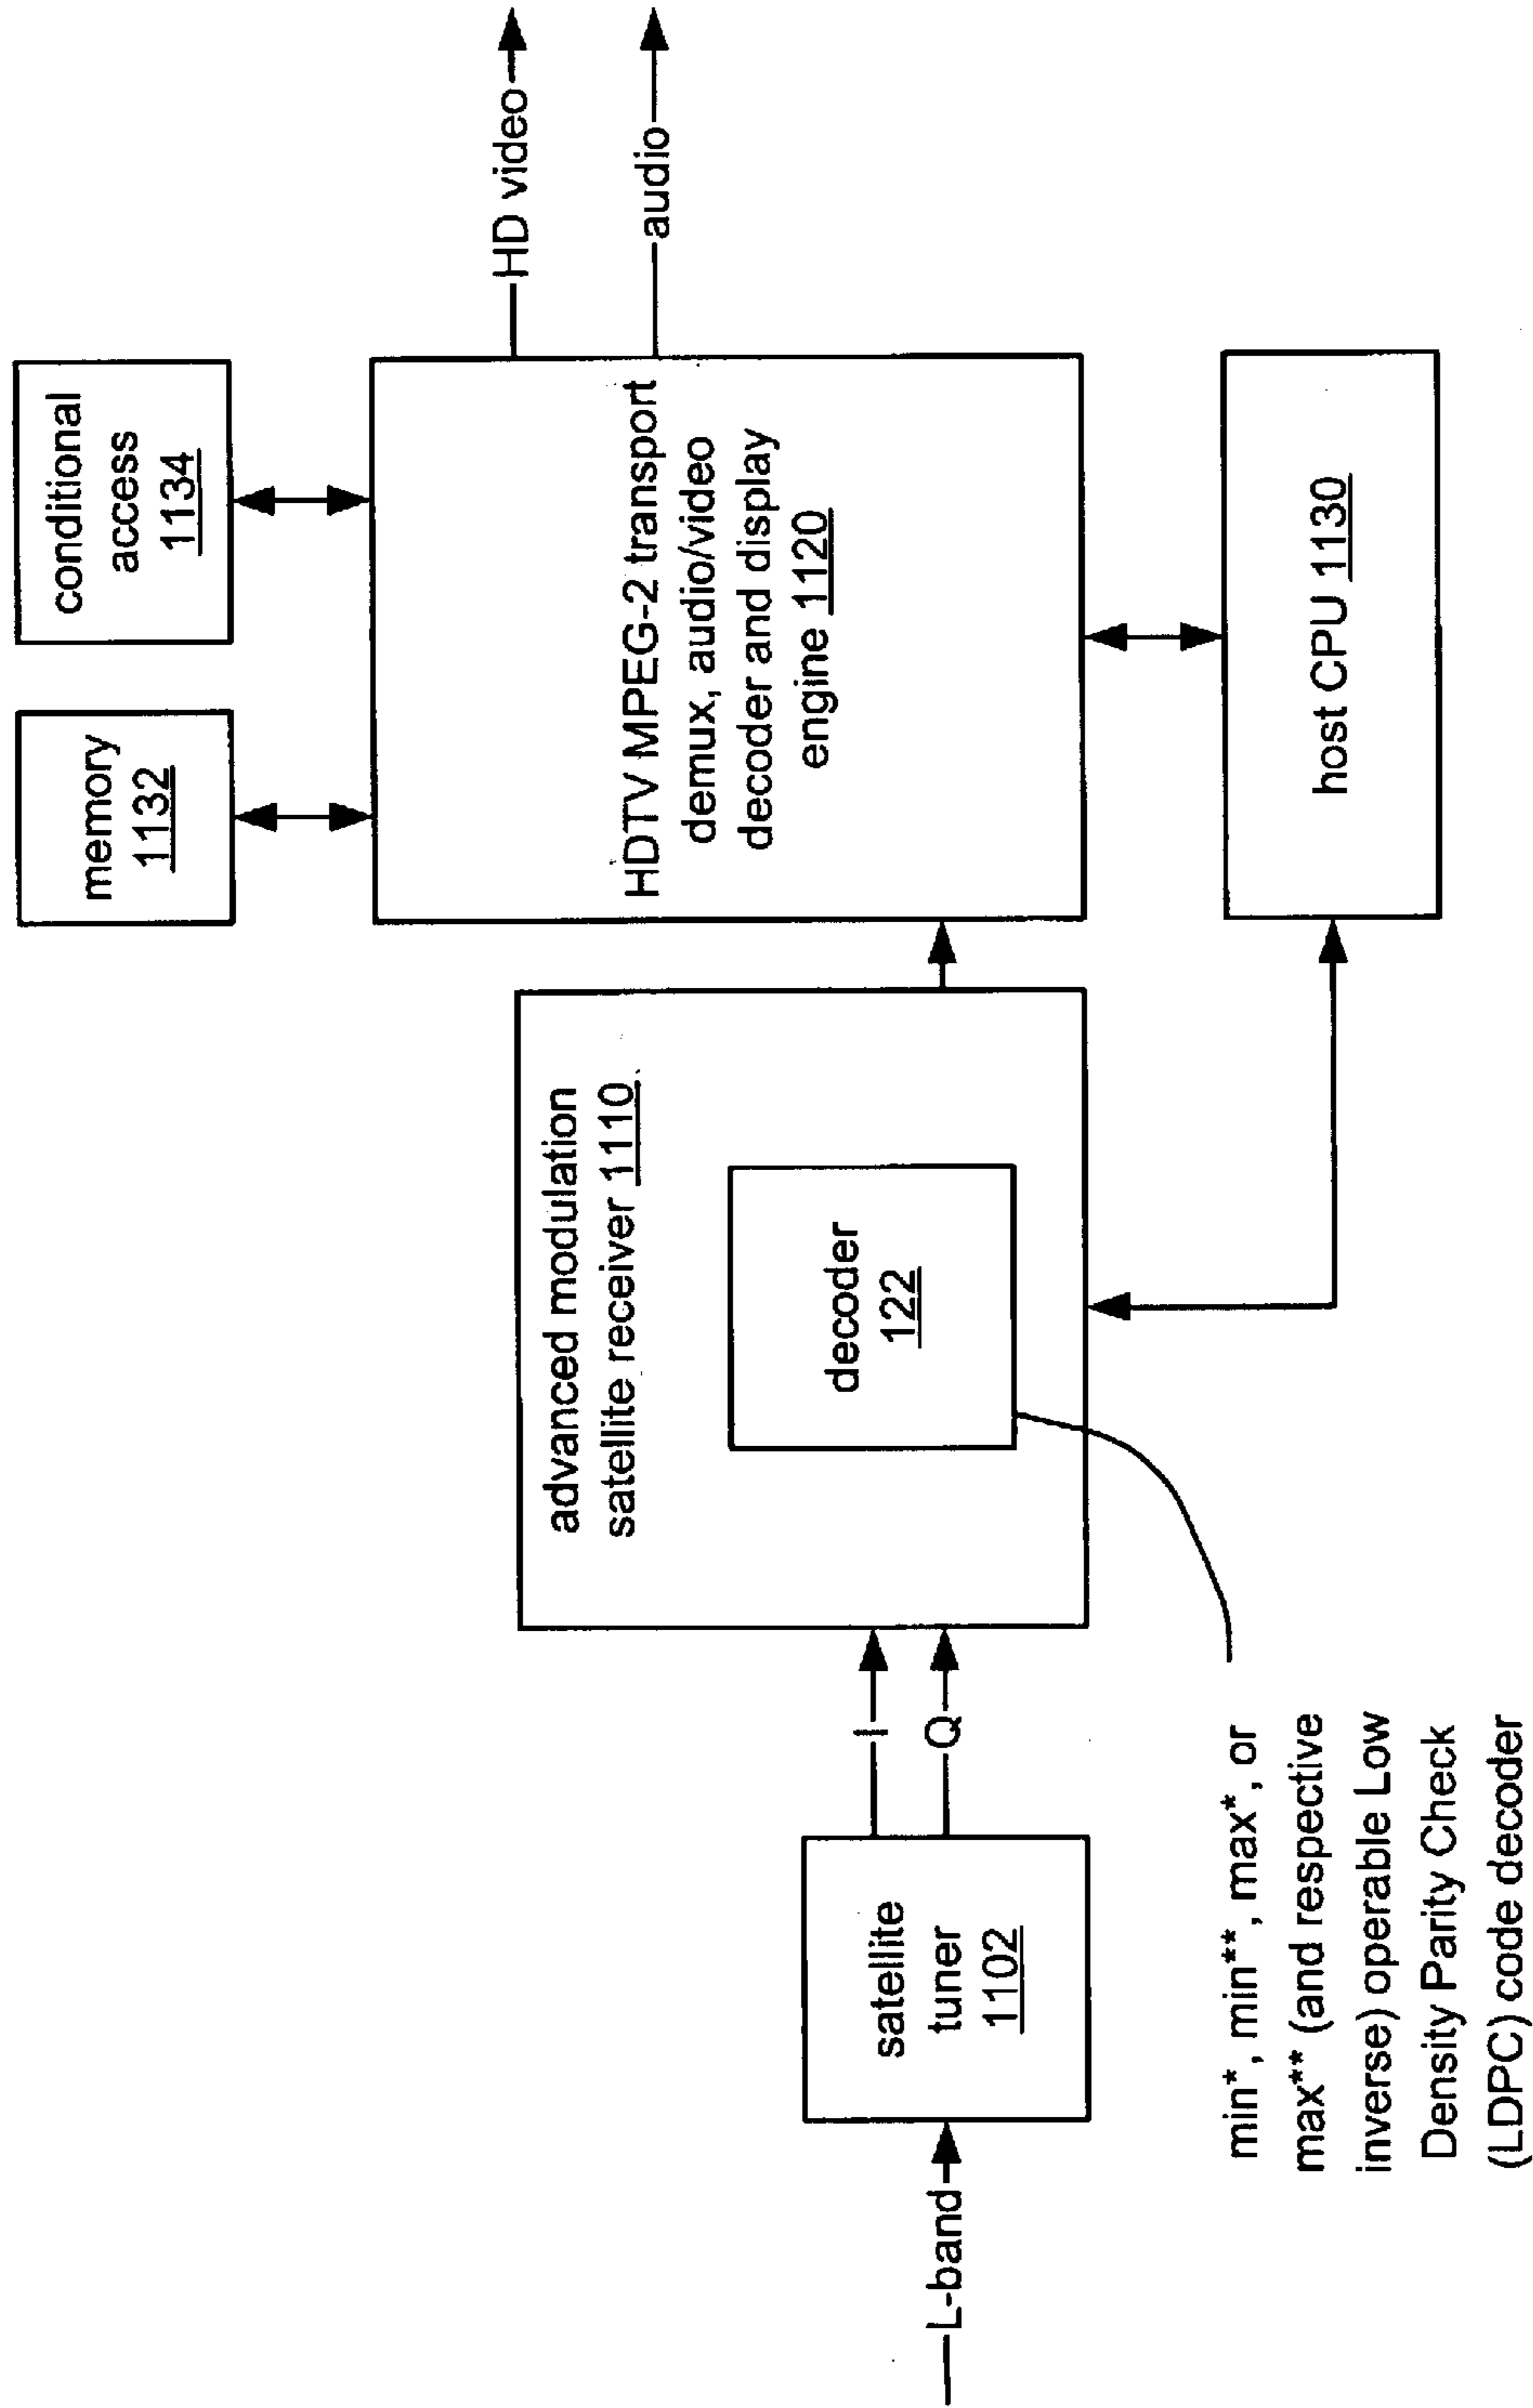 L-band
satellite
tuner
1102
I
Q
advanced modulation
satellite receiver 1110
decoder
122
min*, min**, max*, or
max** (and respective
inverse) operable Low
Density Parity Check
(LDPC) code decoder
memory
1132
conditional
access
1134
HDTV MPEG-2 transport
demux, audio/video
decoder and display
engine 1120
host CPU 1130
HD video
audio